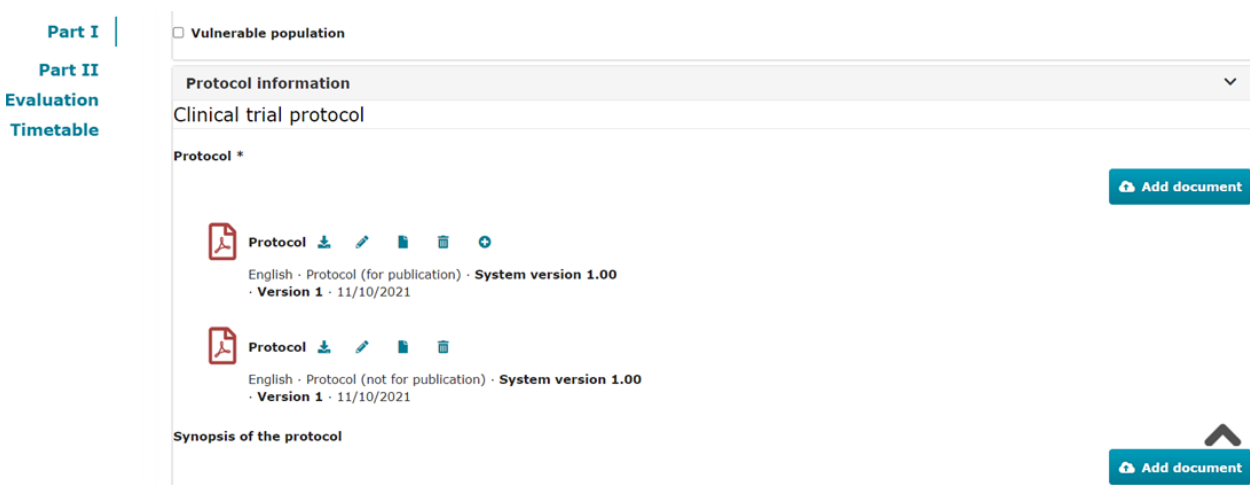 Part I
Part II
Evaluation
Timetable
Vulnerable population
Protocol information
Clinical trial protocol
Protocol *
Add document
Protocol
English · Protocol (for publication) · System version 1.00
· Version 1 · 11/10/2021
Protocol
English · Protocol (not for publication) · System version 1.00
· Version 1 · 11/10/2021
Synopsis of the protocol
Add document